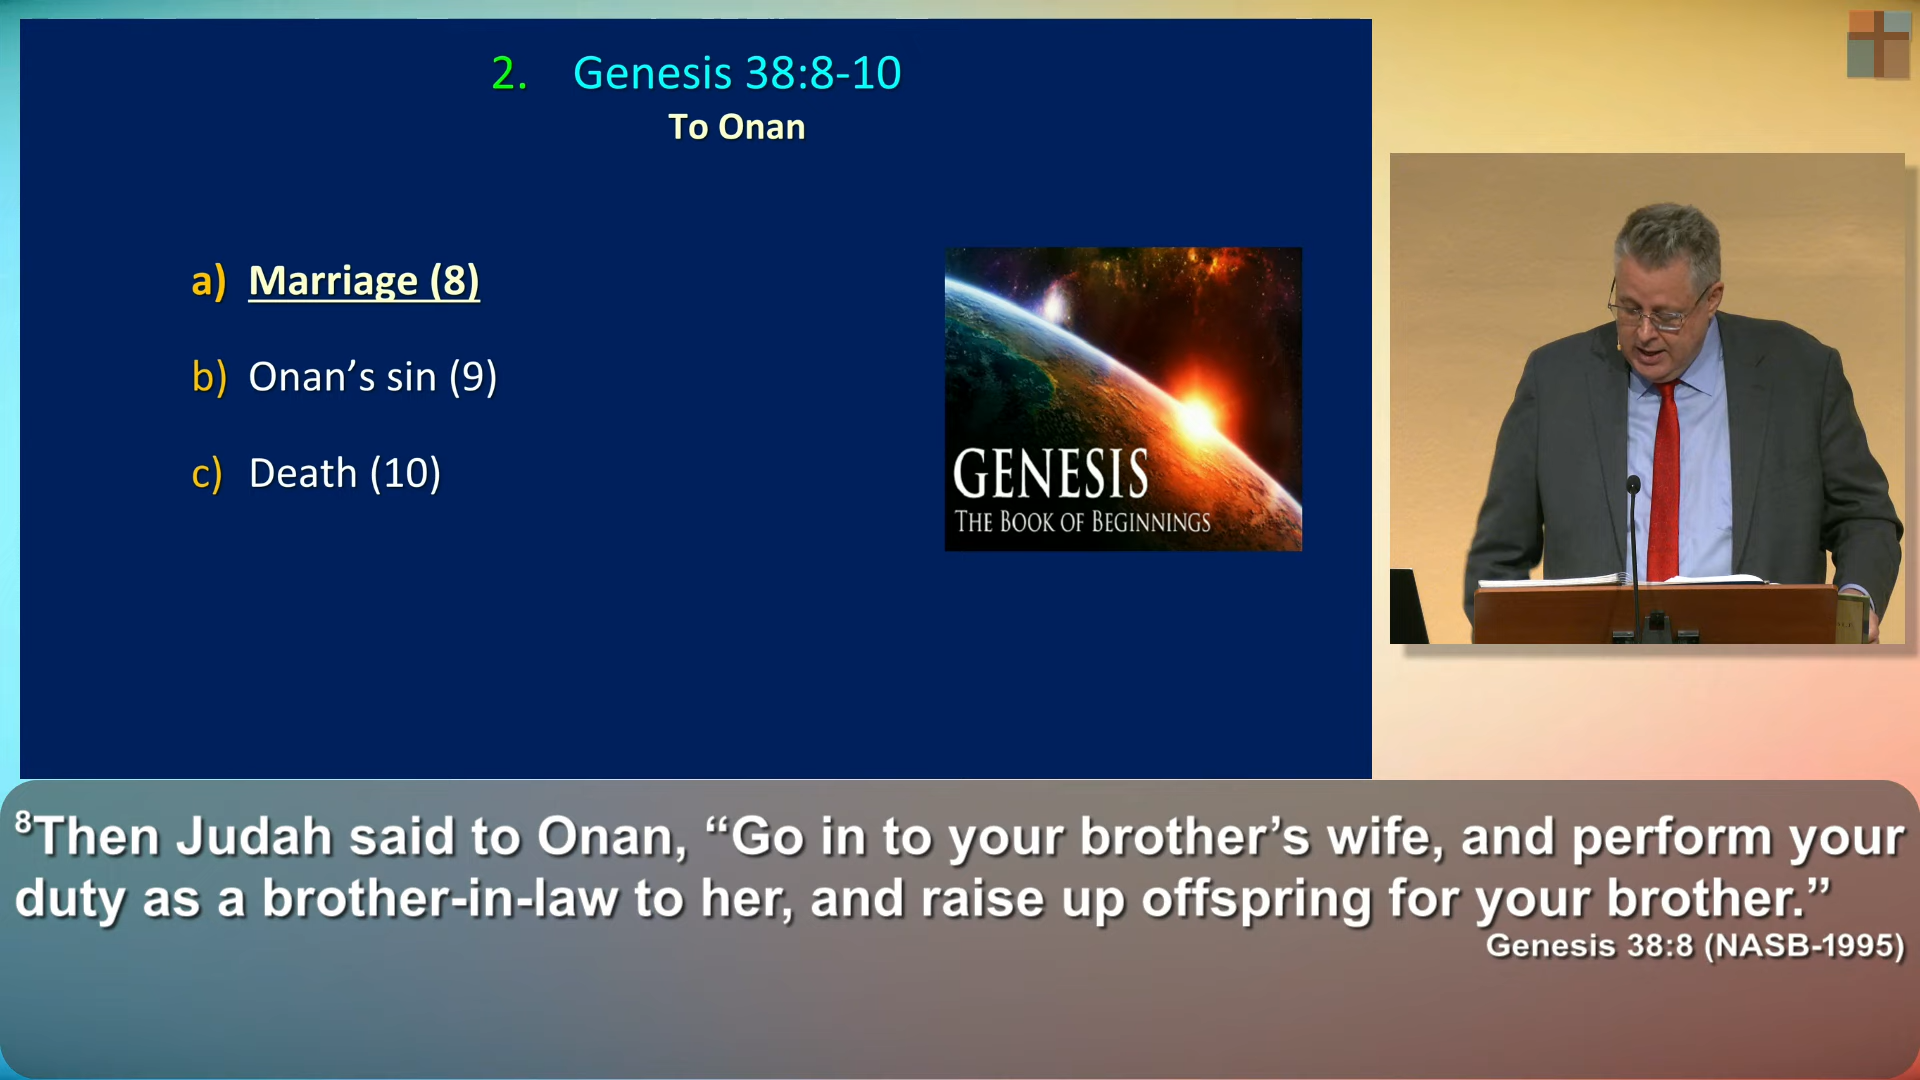 2. Genesis 38:8-10
To Onan
a) Marriage (8)
b) Onan’s sin (9)
c) Death (10)
GENESIS
THE BOOK OF BEGINNINGS
8Then Judah said to Onan, “Go in to your brother’s wife, and perform your
duty as a brother-in-law to her, and raise up offspring for your brother.”
Genesis 38:8 (NASB-1995)